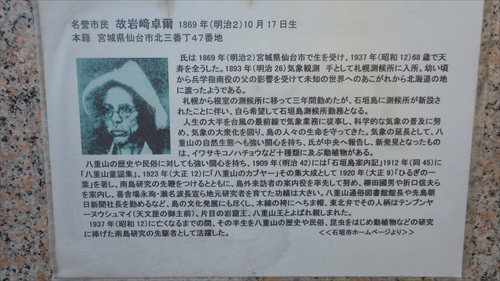 名誉市民 故岩﨑卓爾 1869年(明治2)10月17日生
本籍 宮城県仙台市北三番丁47番地
氏は1869年(明治2)宮城県仙台市で生を受け、1937年(昭和12)68歳で天
寿を全うした。1893年(明治26)気象観測 手として札幌測候所に入所。幼い頃
から兵学指南役の父の影響を受けて未知の世界へのあこがれから北海道の地
に渡ったようである。
札幌から根室の測候所に移って三年間勤めたが、石垣島に測候所が新設さ
れたことに伴い、自ら希望して石垣島測候所勤務となる。
人生の大半を台風の最前線で気象業務に従事し、科学的な気象の普及に努
め、気象の大衆化を図り、島の人々の生命を守ってきた。気象の延長として、八
重山の自然生態へも強い関心を持ち、氏が中央へ報告し、新発見となったもの
は、イワサキコノハチョウなど十種類に及ぶ動植物がある。
八重山の歴史や民俗に対しても強い関心を持ち、1909年(明治42)には「石垣島案内記」1912年(同45)に
「八重山童謡集」、1923年(大正12)に「八重山のカブヤー」その集大成として1920年(大正9)「ひるぎの一
葉」を著し、南島研究の先鞭をつけるとともに、島外来訪者の案内役を率先して努め、柳田國男や折口信夫ら
を案内し、喜舎場永珣・瀬名波長宣ら地元研究者を育てた功績は大きい。八重山通俗図書館館長や先島朝
日新聞社長を勤めるなど、島の文化発展にも尽くし、木綿の袴にへちま帽、東北弁でその人柄はテンブンヤ
ーヌウシュマイ(天文屋の御主前)、片目の岩窟王、八重山王とよばれ親しまれた。
1937年(昭和12)に亡くなるまでの間、その半生を八重山の歴史や民俗、昆虫をはじめ動植物などの研究
に捧げた南島研究の先駆者として活躍した。
<<石垣市ホームページより>>